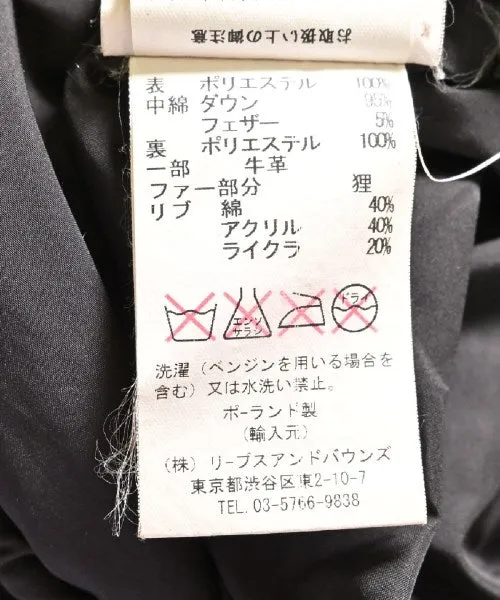 お取扱い上の御注意
表 ポリエステル 100%
中綿 ダウン 95%
フェザー 5%
裏 ポリエステル 100%
一部 牛革
ファー部分 狸
リブ 綿 40%
アクリル 40%
ライクラ 20%
エンソ
サラシ
ドライ
洗濯(ベンジンを用いる場合を
含む)又は水洗い禁止。
ポーランド製
(輸入元)
(株)リープスアンドバウンズ
東京都渋谷区東2-10-7
TEL.03-5766-9838